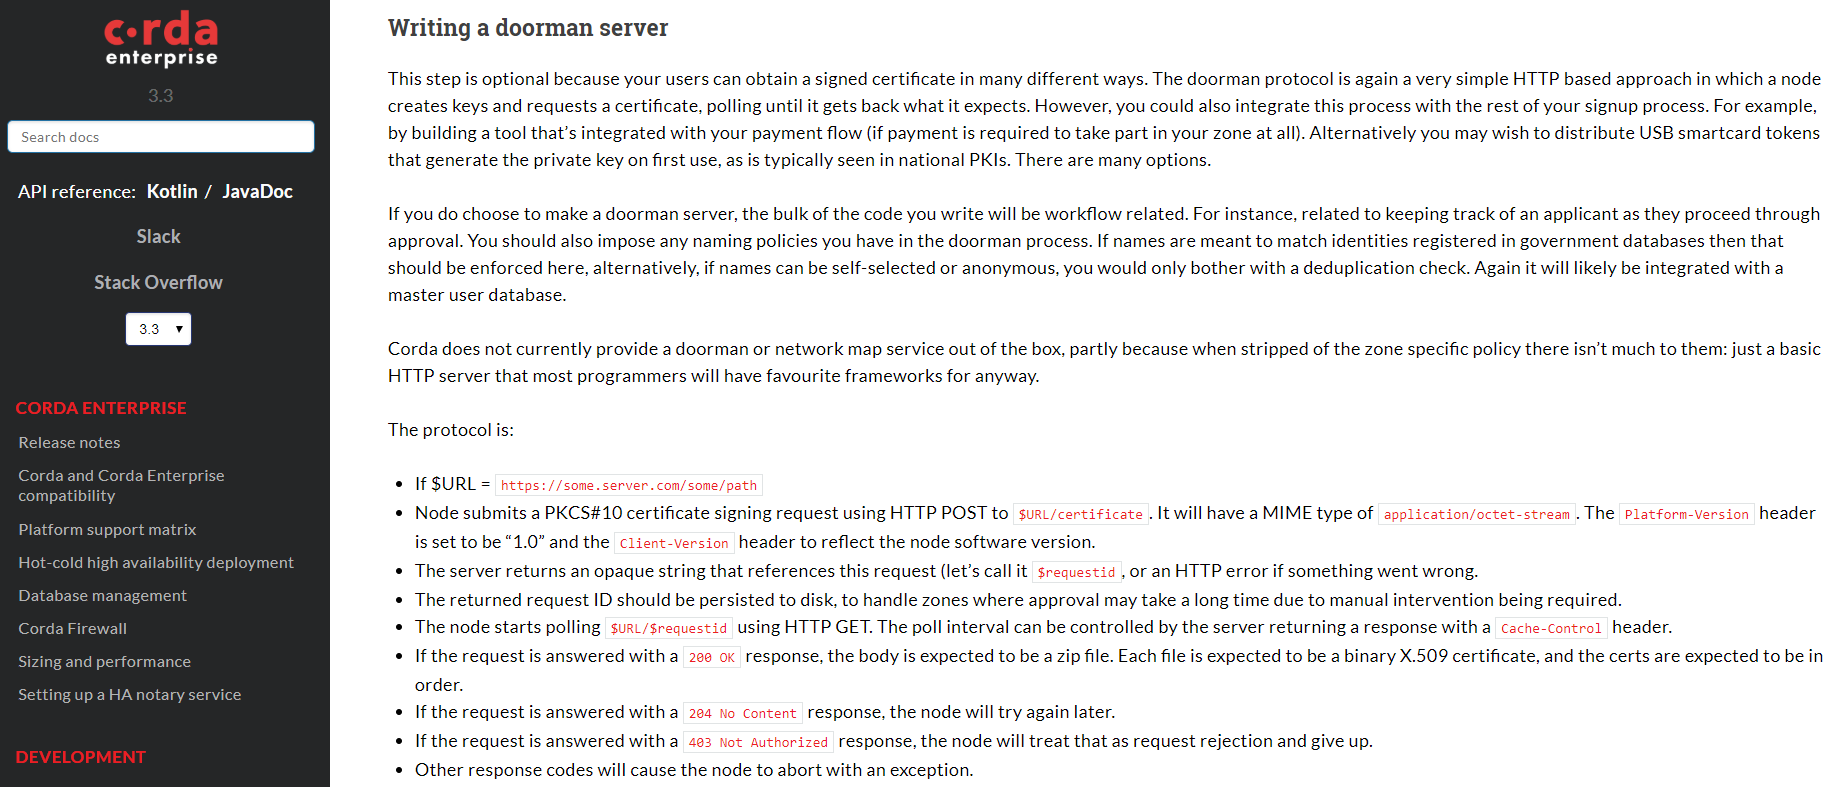 corda
enterprise
3.3
Search docs
API reference: Kotlin / JavaDoc
Slack
Stack Overflow
3.3
CORDA ENTERPRISE
Release notes
Corda and Corda Enterprise
compatibility
Platform support matrix
Hot-cold high availability deployment
Database management
Corda Firewall
Sizing and performance
Setting up a HA notary service
DEVELOPMENT
Writing a doorman server
This step is optional because your users can obtain a signed certificate in many different ways. The doorman protocol is again a very simple HTTP based approach in which a node
creates keys and requests a certificate, polling until it gets back what it expects. However, you could also integrate this process with the rest of your signup process. For example,
by building a tool that’s integrated with your payment flow (if payment is required to take part in your zone at all). Alternatively you may wish to distribute USB smartcard tokens
that generate the private key on first use, as is typically seen in national PKIs. There are many options.
If you do choose to make a doorman server, the bulk of the code you write will be workflow related. For instance, related to keeping track of an applicant as they proceed through
approval. You should also impose any naming policies you have in the doorman process. If names are meant to match identities registered in government databases then that
should be enforced here, alternatively, if names can be self-selected or anonymous, you would only bother with a deduplication check. Again it will likely be integrated with a
master user database.
Corda does not currently provide a doorman or network map service out of the box, partly because when stripped of the zone specific policy there isn’t much to them: just a basic
HTTP server that most programmers will have favourite frameworks for anyway.
The protocol is:
• If $URL = https://some.server.com/some/path
• Node submits a PKCS#10 certificate signing request using HTTP POST to $URL/certificate. It will have a MIME type of application/octet-stream. The Platform-Version header
is set to be “1.0” and the Client-Version header to reflect the node software version.
• The server returns an opaque string that references this request (let’s call it $requestid, or an HTTP error if something went wrong.
• The returned request ID should be persisted to disk, to handle zones where approval may take a long time due to manual intervention being required.
• The node starts polling $URL/$requestid using HTTP GET. The poll interval can be controlled by the server returning a response with a Cache-Control header.
• If the request is answered with a 200 OK response, the body is expected to be a zip file. Each file is expected to be a binary X.509 certificate, and the certs are expected to be in
order.
• If the request is answered with a 204 No Content response, the node will try again later.
• If the request is answered with a 403 Not Authorized response, the node will treat that as request rejection and give up.
• Other response codes will cause the node to abort with an exception.